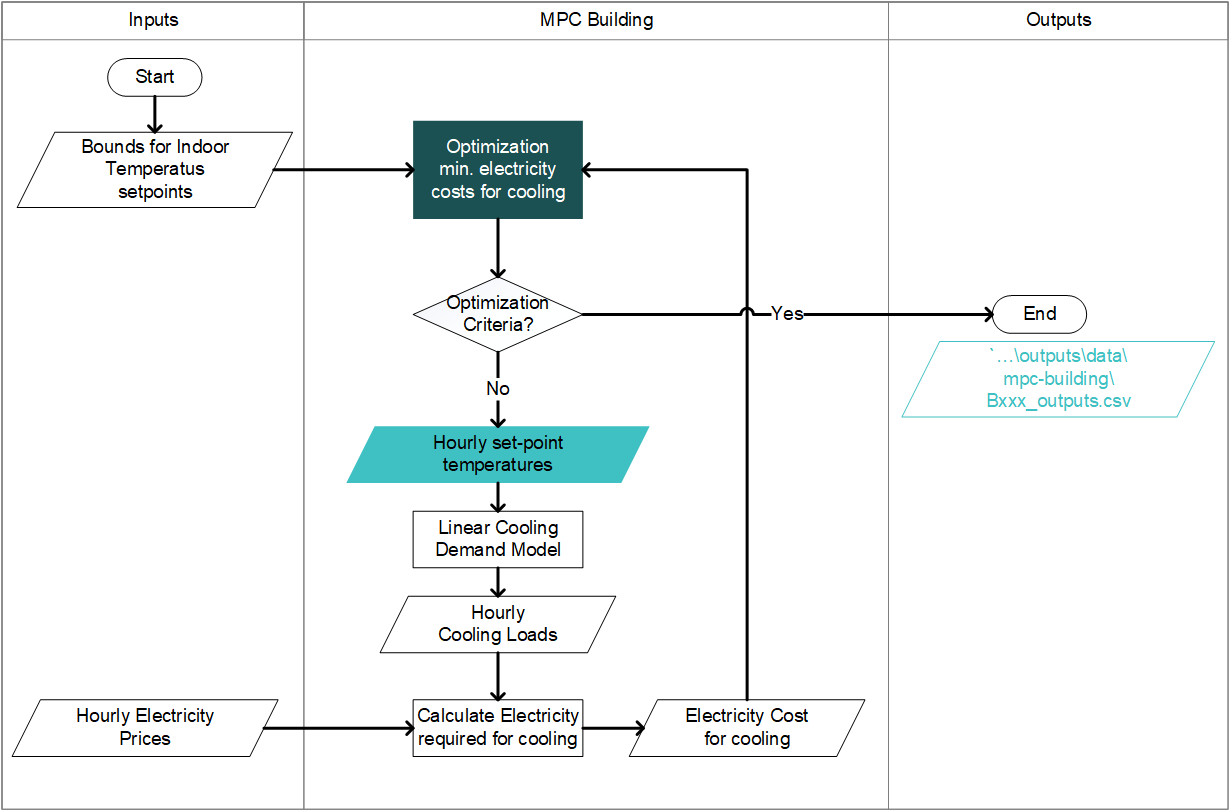 Inputs
MPC Building
Outputs
Start
Bounds for Indoor
Temperatus
setpoints
Optimization
min. electricity
costs for cooling
Optimization
Criteria?
Yes
End
`…\outputs\data\
mpc-building\
Bxxx_outputs.csv
No
Hourly set-point
temperatures
Linear Cooling
Demand Model
Hourly
Cooling Loads
Hourly Electricity
Prices
Calculate Electricity
required for cooling
Electricity Cost
for cooling